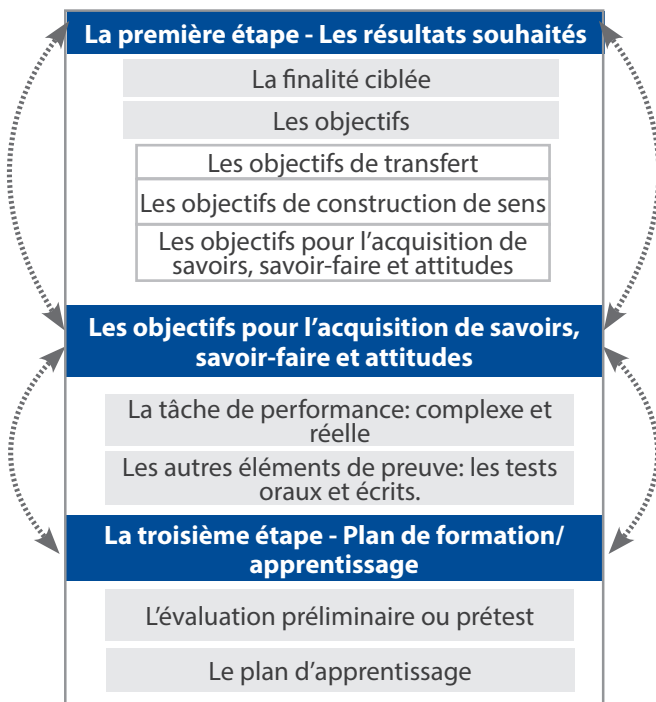 La première étape - Les résultats souhaités
La finalité ciblée
Les objectifs
Les objectifs de transfert
Les objectifs de construction de sens
Les objectifs pour l'acquisition de
savoirs, savoir-faire et attitudes
Les objectifs pour l'acquisition de savoirs,
savoir-faire et attitudes
La tâche de performance: complexe et
réelle
Les autres éléments de preuve: les tests
oraux et écrits.
La troisième étape - Plan de formation/
apprentissage
L'évaluation préliminaire ou prétest
Le plan d'apprentissage